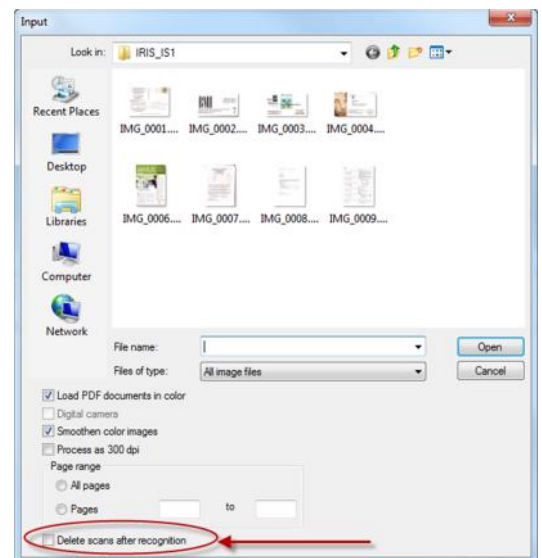 Input
Look in:
IRIS_IS1
Recent Places
Desktop
Libraries
Computer
Network
IMG_0001.... IMG_0002.... IMG_0003.... IMG_0004....
IMG_0006.... IMG_0007.... IMG_0008.... IMG_0009....
File name:
Open
Files of type:
All image files
Cancel
Load PDF documents in color
Digital camera
Smoothen color images
Process as 300 dpi
Page range
All pages
Pages
to
Delete scans after recognition